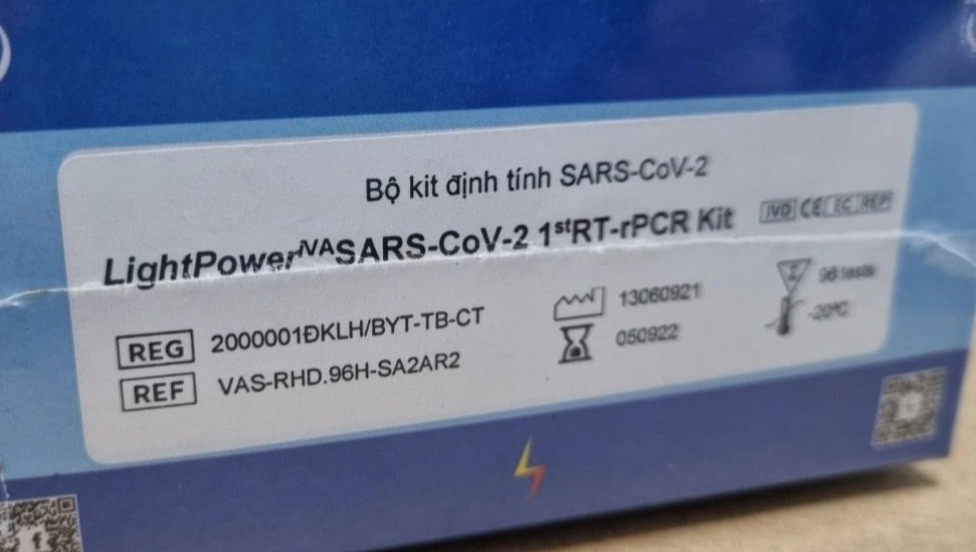 Bộ kit định tính SARS-CoV-2
LightPowerⁱVASARS-CoV-2 1stRT-rPCR Kit
IVD CE EC REP
REG 2000001ĐKLH/BYT-TB-CT
REF VAS-RHD.96H-SA2AR2
13060921
050922
Σ 96 tests
-20°C
f